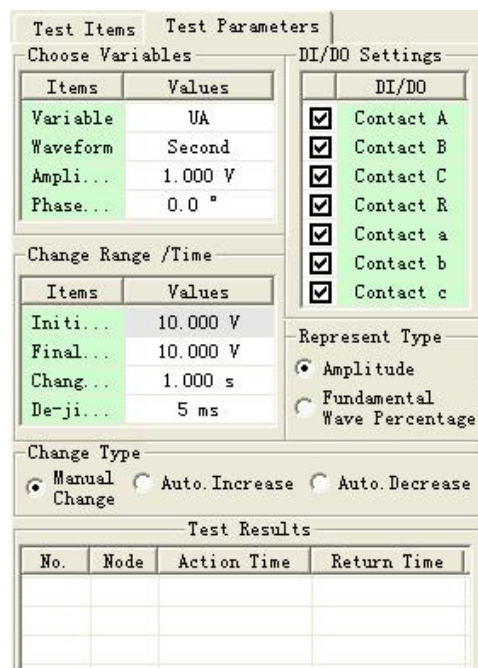 Test Items Test Parameters
Choose Variables
Items Values
Variable UA
Waveform Second
Ampli... 1.000 V
Phase... 0.0 °
DI/DO Settings
DI/DO
Contact A
Contact B
Contact C
Contact R
Contact a
Contact b
Contact c
Change Range /Time
Items Values
Initi... 10.000 V
Final... 10.000 V
Chang... 1.000 s
De-ji... 5 ms
Represent Type
Amplitude
Fundamental
Wave Percentage
Change Type
Manual
Change
Auto.Increase
Auto.Decrease
Test Results
No. Node Action Time Return Time